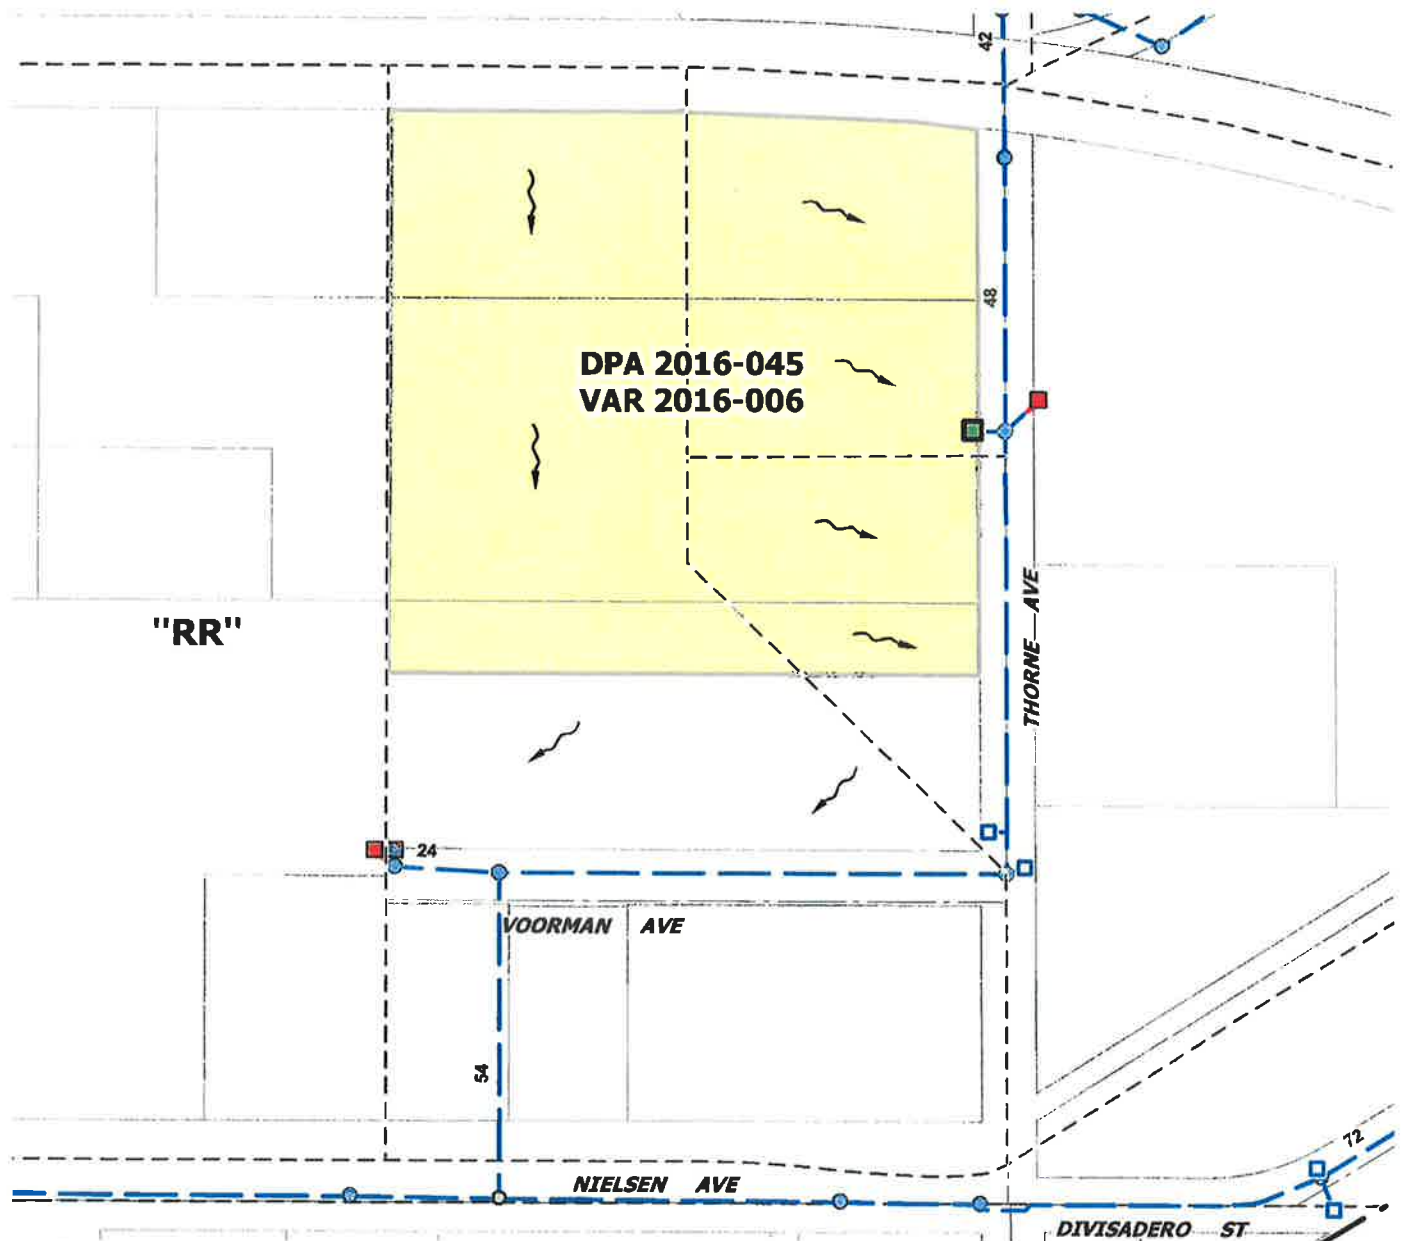 42
48
DPA 2016-045
VAR 2016-006
"RR"
THORNE AVE
24
VOORMAN AVE
54
72
NIELSEN AVE
DIVISADERO ST